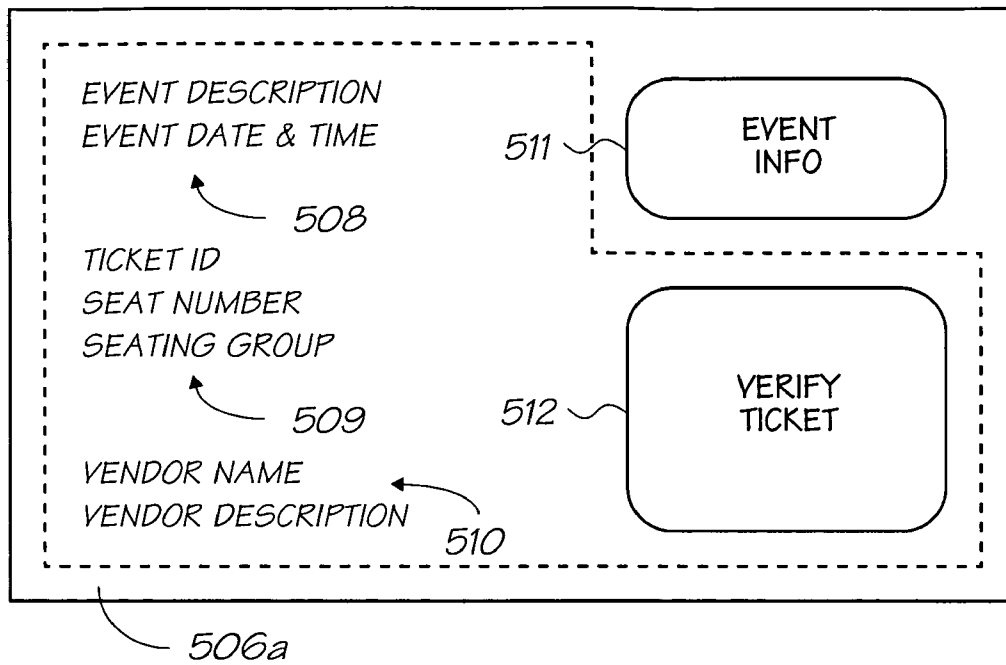 EVENT DESCRIPTION
EVENT DATE & TIME
508
TICKET ID
SEAT NUMBER
SEATING GROUP
509
VENDOR NAME
VENDOR DESCRIPTION
510
511
EVENT
INFO
512
VERIFY
TICKET
506a